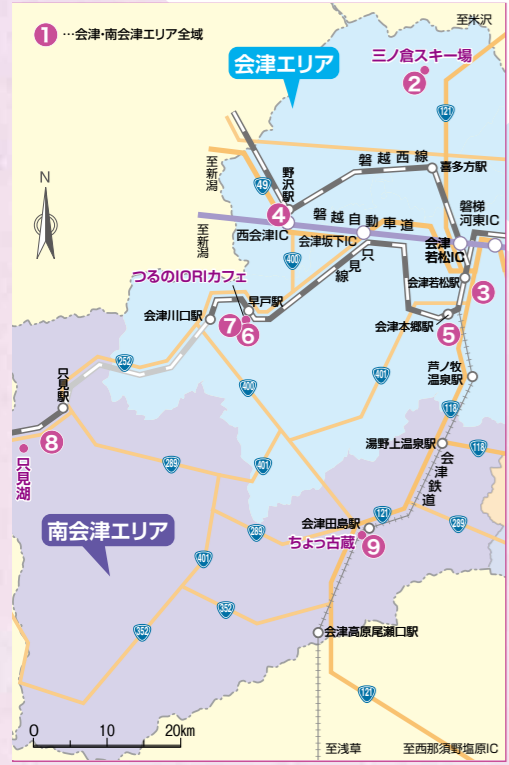 ❶…会津・南会津エリア全域
至米沢
会津エリア
三ノ倉スキー場
❷
121
N
至新潟
49
野沢駅
磐越西線
喜多方駅
❹
磐越自動車道
磐梯
河東IC
至新潟
西会津IC
会津坂下IC
会津
若松IC
400
只見線
つるのIORIカフェ
会津若松駅
❸
早戸駅
会津川口駅
❼
❻
会津本郷駅
❺
252
只見駅
400
401
芦ノ牧
温泉駅
118
❽
只見湖
289
401
湯野上温泉駅
118
会津鉄道
南会津エリア
289
会津田島駅
121
289
ちょっ古蔵
❾
401
352
352
会津高原尾瀬口駅
121
0 10 20km
至浅草
至西那須野塩原IC